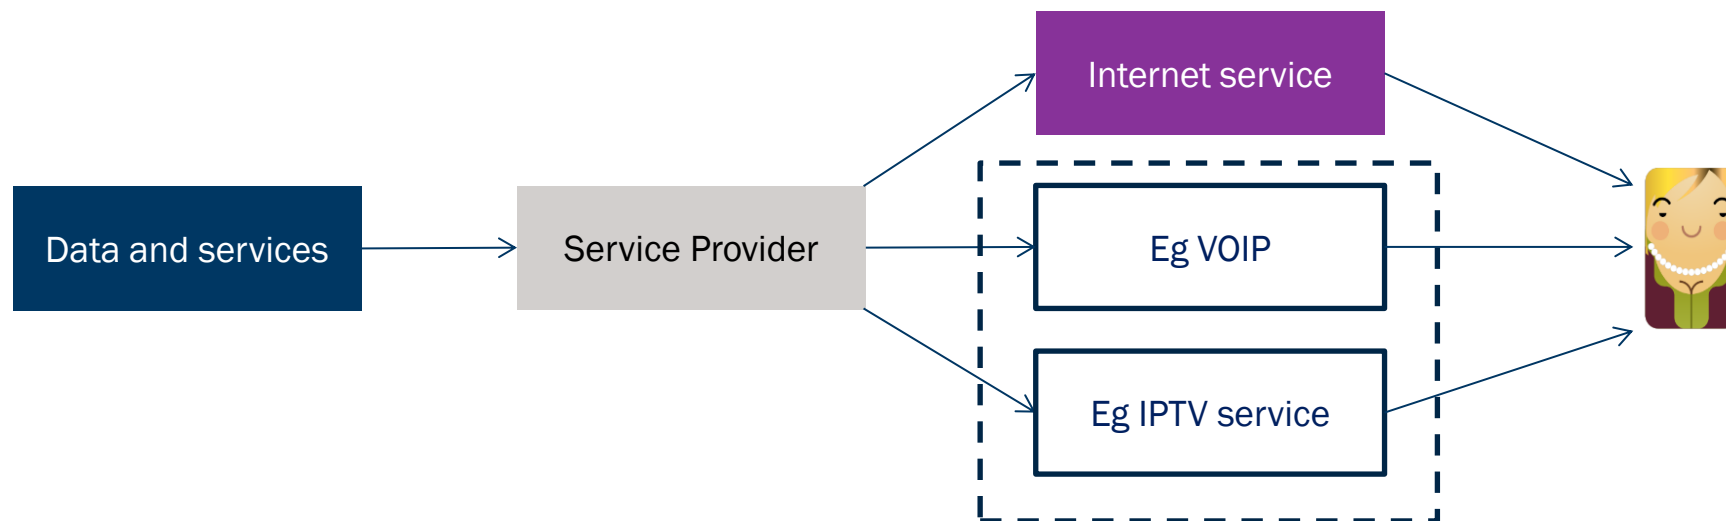 Internet service
Data and services
Service Provider
Eg VOIP
Eg IPTV service